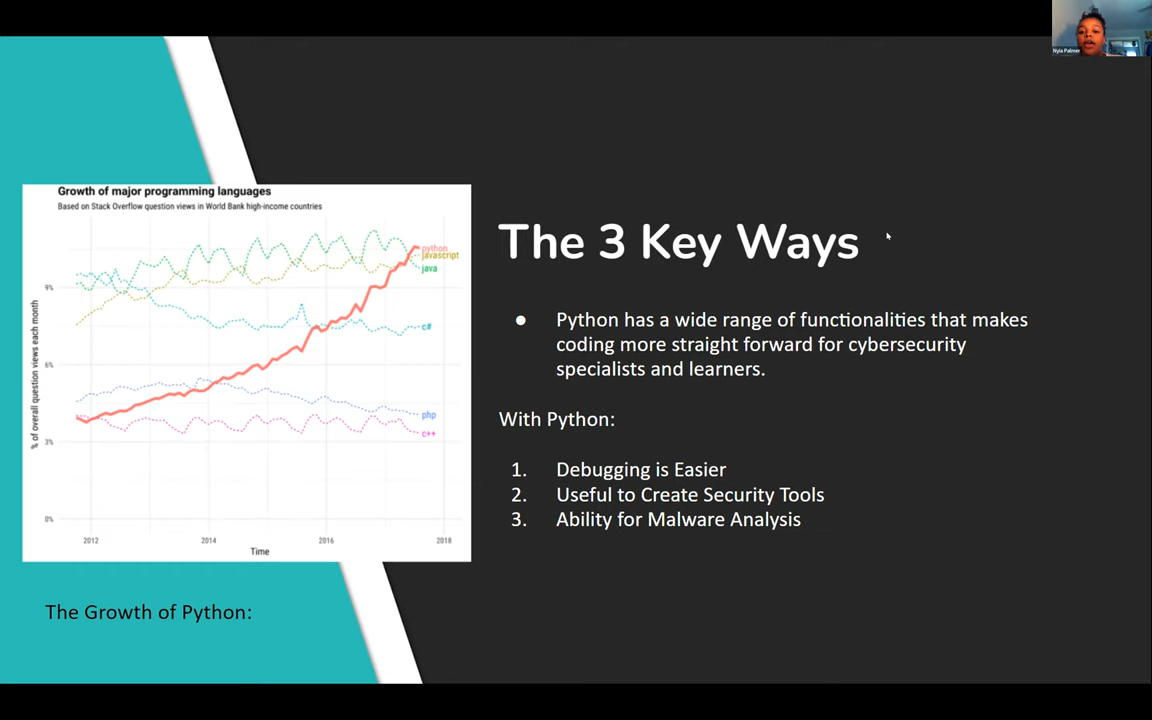 Nyia Palmer
Growth of major programming languages
Based on Stack Overflow question views in World Bank high-income countries
% of overall question views each month
9%
6%
3%
0%
python
javascript
java
c#
php
c++
2012
2014
2016
2018
Time
The Growth of Python:
The 3 Key Ways
● Python has a wide range of functionalities that makes
coding more straight forward for cybersecurity
specialists and learners.
With Python:
1. Debugging is Easier
2. Useful to Create Security Tools
3. Ability for Malware Analysis